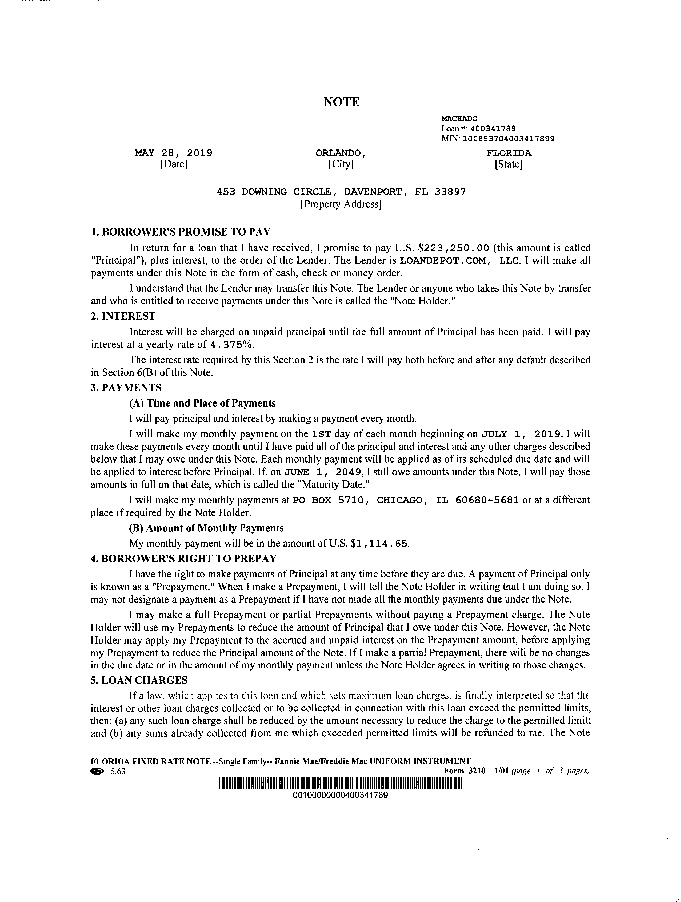 NOTE
MACHADO
Loan #: 400341789
MIN: 100853704003417899
MAY 28, 2019 ORLANDO, FLORIDA
[Date] [City] [State]
453 DOWNING CIRCLE, DAVENPORT, FL 33897
[Property Address]
1. BORROWER'S PROMISE TO PAY
In return for a loan that I have received, I promise to pay U.S. $223,250.00 (this amount is called
"Principal"), plus interest, to the order of the Lender. The Lender is LOANDEPOT.COM, LLC. I will make all
payments under this Note in the form of cash, check or money order.
I understand that the Lender may transfer this Note. The Lender or anyone who takes this Note by transfer
and who is entitled to receive payments under this Note is called the "Note Holder."
2. INTEREST
Interest will be charged on unpaid principal until the full amount of Principal has been paid. I will pay
interest at a yearly rate of 4.375%.
The interest rate required by this Section 2 is the rate I will pay both before and after any default described
in Section 6(B) of this Note.
3. PAYMENTS
(A) Time and Place of Payments
I will pay principal and interest by making a payment every month.
I will make my monthly payment on the 1ST day of each month beginning on JULY 1, 2019. I will
make these payments every month until I have paid all of the principal and interest and any other charges described
below that I may owe under this Note. Each monthly payment will be applied as of its scheduled due date and will
be applied to interest before Principal. If, on JUNE 1, 2049, I still owe amounts under this Note, I will pay those
amounts in full on that date, which is called the "Maturity Date."
I will make my monthly payments at PO BOX 5710, CHICAGO, IL 60680-5681 or at a different
place if required by the Note Holder.
(B) Amount of Monthly Payments
My monthly payment will be in the amount of U.S. $1,114.65.
4. BORROWER'S RIGHT TO PREPAY
I have the right to make payments of Principal at any time before they are due. A payment of Principal only
is known as a "Prepayment." When I make a Prepayment, I will tell the Note Holder in writing that I am doing so. I
may not designate a payment as a Prepayment if I have not made all the monthly payments due under the Note.
I may make a full Prepayment or partial Prepayments without paying a Prepayment charge. The Note
Holder will use my Prepayments to reduce the amount of Principal that I owe under this Note. However, the Note
Holder may apply my Prepayment to the accrued and unpaid interest on the Prepayment amount, before applying
my Prepayment to reduce the Principal amount of the Note. If I make a partial Prepayment, there will be no changes
in the due date or in the amount of my monthly payment unless the Note Holder agrees in writing to those changes.
5. LOAN CHARGES
If a law, which applies to this loan and which sets maximum loan charges, is finally interpreted so that the
interest or other loan charges collected or to be collected in connection with this loan exceed the permitted limits,
then: (a) any such loan charge shall be reduced by the amount necessary to reduce the charge to the permitted limit;
and (b) any sums already collected from me which exceeded permitted limits will be refunded to me. The Note
FLORIDA FIXED RATE NOTE--Single Family--Fannie Mae/Freddie Mac UNIFORM INSTRUMENT
5.63 Form 3210 1/01 (page 1 of 3 pages)